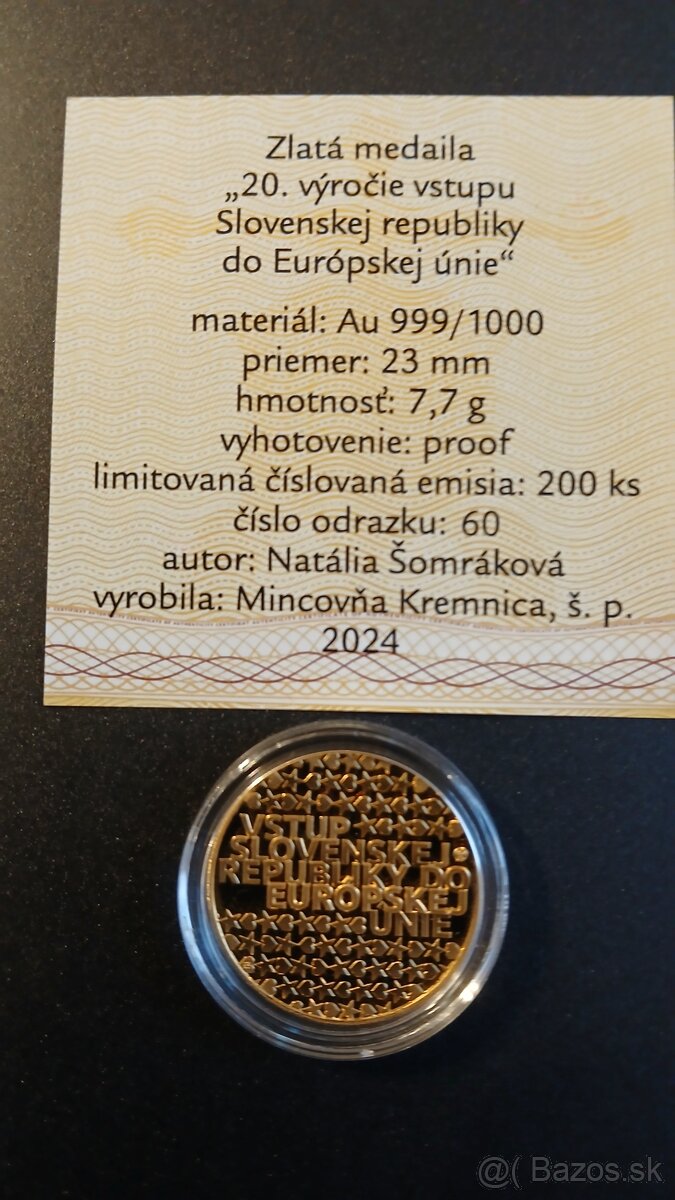 Zlatá medaila
„20. výročie vstupu
Slovenskej republiky
do Európskej únie“
materiál: Au 999/1000
priemer: 23 mm
hmotnosť: 7,7 g
vyhotovenie: proof
limitovaná číslovaná emisia: 200 ks
číslo odrazku: 60
autor: Natália Šomráková
vyrobila: Mincovňa Kremnica, š. p.
2024
VSTUP
SLOVENSKEJ
REPUBLIKY DO
EURÓPSKEJ
ÚNIE
@( Bazos.sk